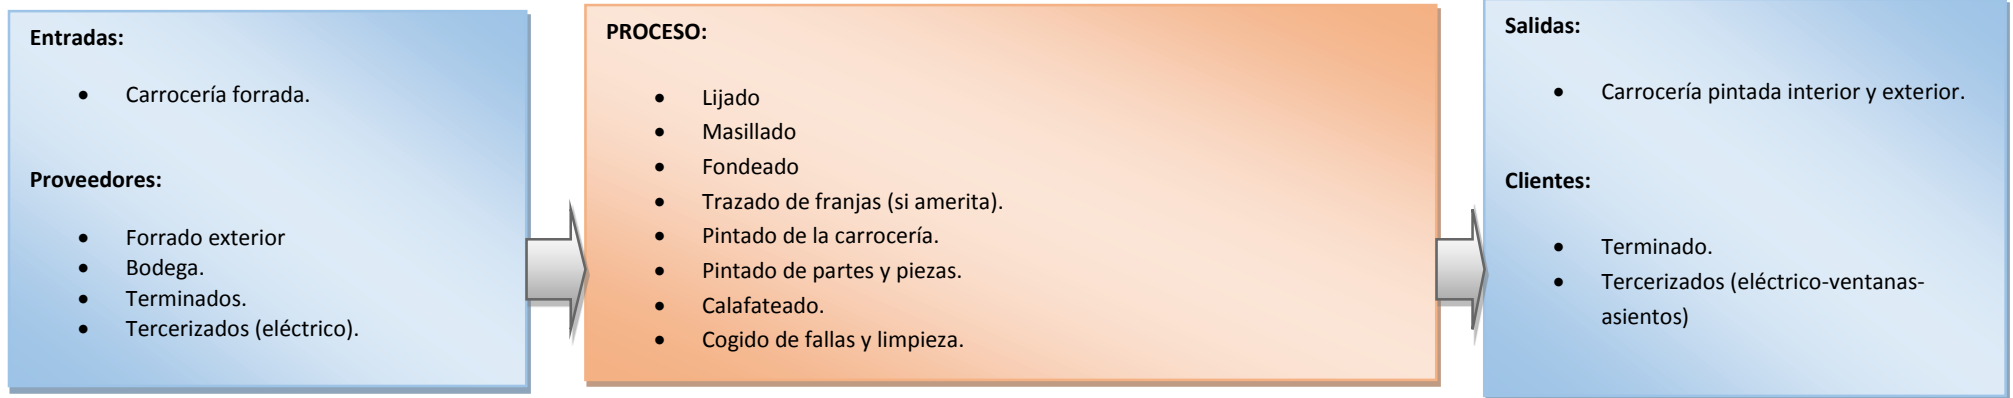 Entradas:
• Carrocería forrada.
Proveedores:
• Forrado exterior
• Bodega.
• Terminados.
• Tercerizados (eléctrico).
PROCESO:
• Lijado
• Masillado
• Fondeado
• Trazado de franjas (si amerita).
• Pintado de la carrocería.
• Pintado de partes y piezas.
• Calafateado.
• Cogido de fallas y limpieza.
Salidas:
• Carrocería pintada interior y exterior.
Clientes:
• Terminado.
• Tercerizados (eléctrico-ventanas-
asientos)